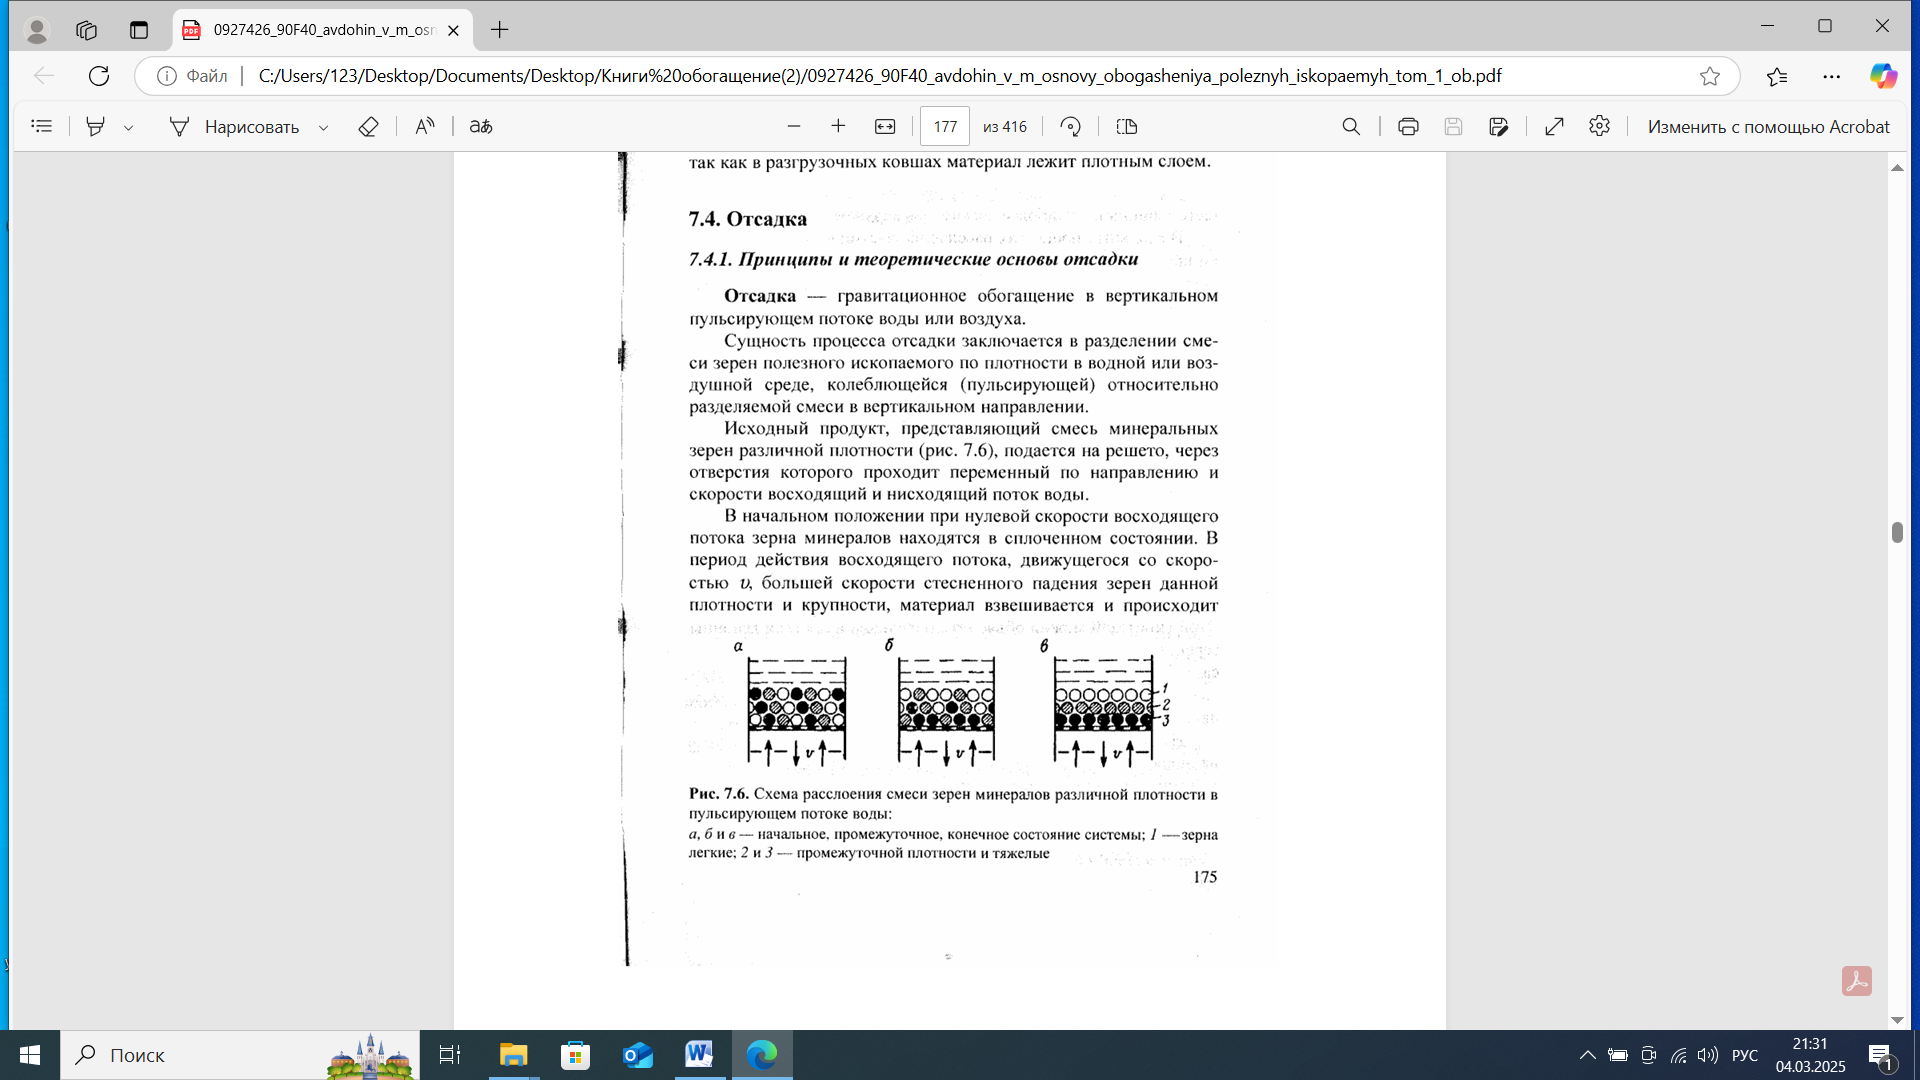 0927426_90F40_avdohin_v_m_osn
Файл
C:/Users/123/Desktop/Documents/Desktop/Книги%20обогащение(2)/0927426_90F40_avdohin_v_m_osnovy_obogasheniya_poleznyh_iskopaemyh_tom_1_ob.pdf
Нарисовать
aあ
177
из 416
Изменить с помощью Acrobat
так как в разгрузочных ковшах материал лежит плотным слоем.
7.4. Отсадка
7.4.1. Принципы и теоретические основы отсадки
Отсадка — гравитационное обогащение в вертикальном
пульсирующем потоке воды или воздуха.
Сущность процесса отсадки заключается в разделении сме-
си зерен полезного ископаемого по плотности в водной или воз-
душной среде, колеблющейся (пульсирующей) относительно
разделяемой смеси в вертикальном направлении.
Исходный продукт, представляющий смесь минеральных
зерен различной плотности (рис. 7.6), подается на решето, через
отверстия которого проходит переменный по направлению и
скорости восходящий и нисходящий поток воды.
В начальном положении при нулевой скорости восходящего
потока зерна минералов находятся в сплоченном состоянии. В
период действия восходящего потока, движущегося со скоро-
стью v, большей скорости стесненного падения зерен данной
плотности и крупности, материал взвешивается и происходит
а б в
1
2
3
v v v
Рис. 7.6. Схема расслоения смеси зерен минералов различной плотности в
пульсирующем потоке воды:
а, б и в — начальное, промежуточное, конечное состояние системы; 1 — зерна
легкие; 2 и 3 — промежуточной плотности и тяжелые
175
Поиск
РУС
21:31
04.03.2025
1